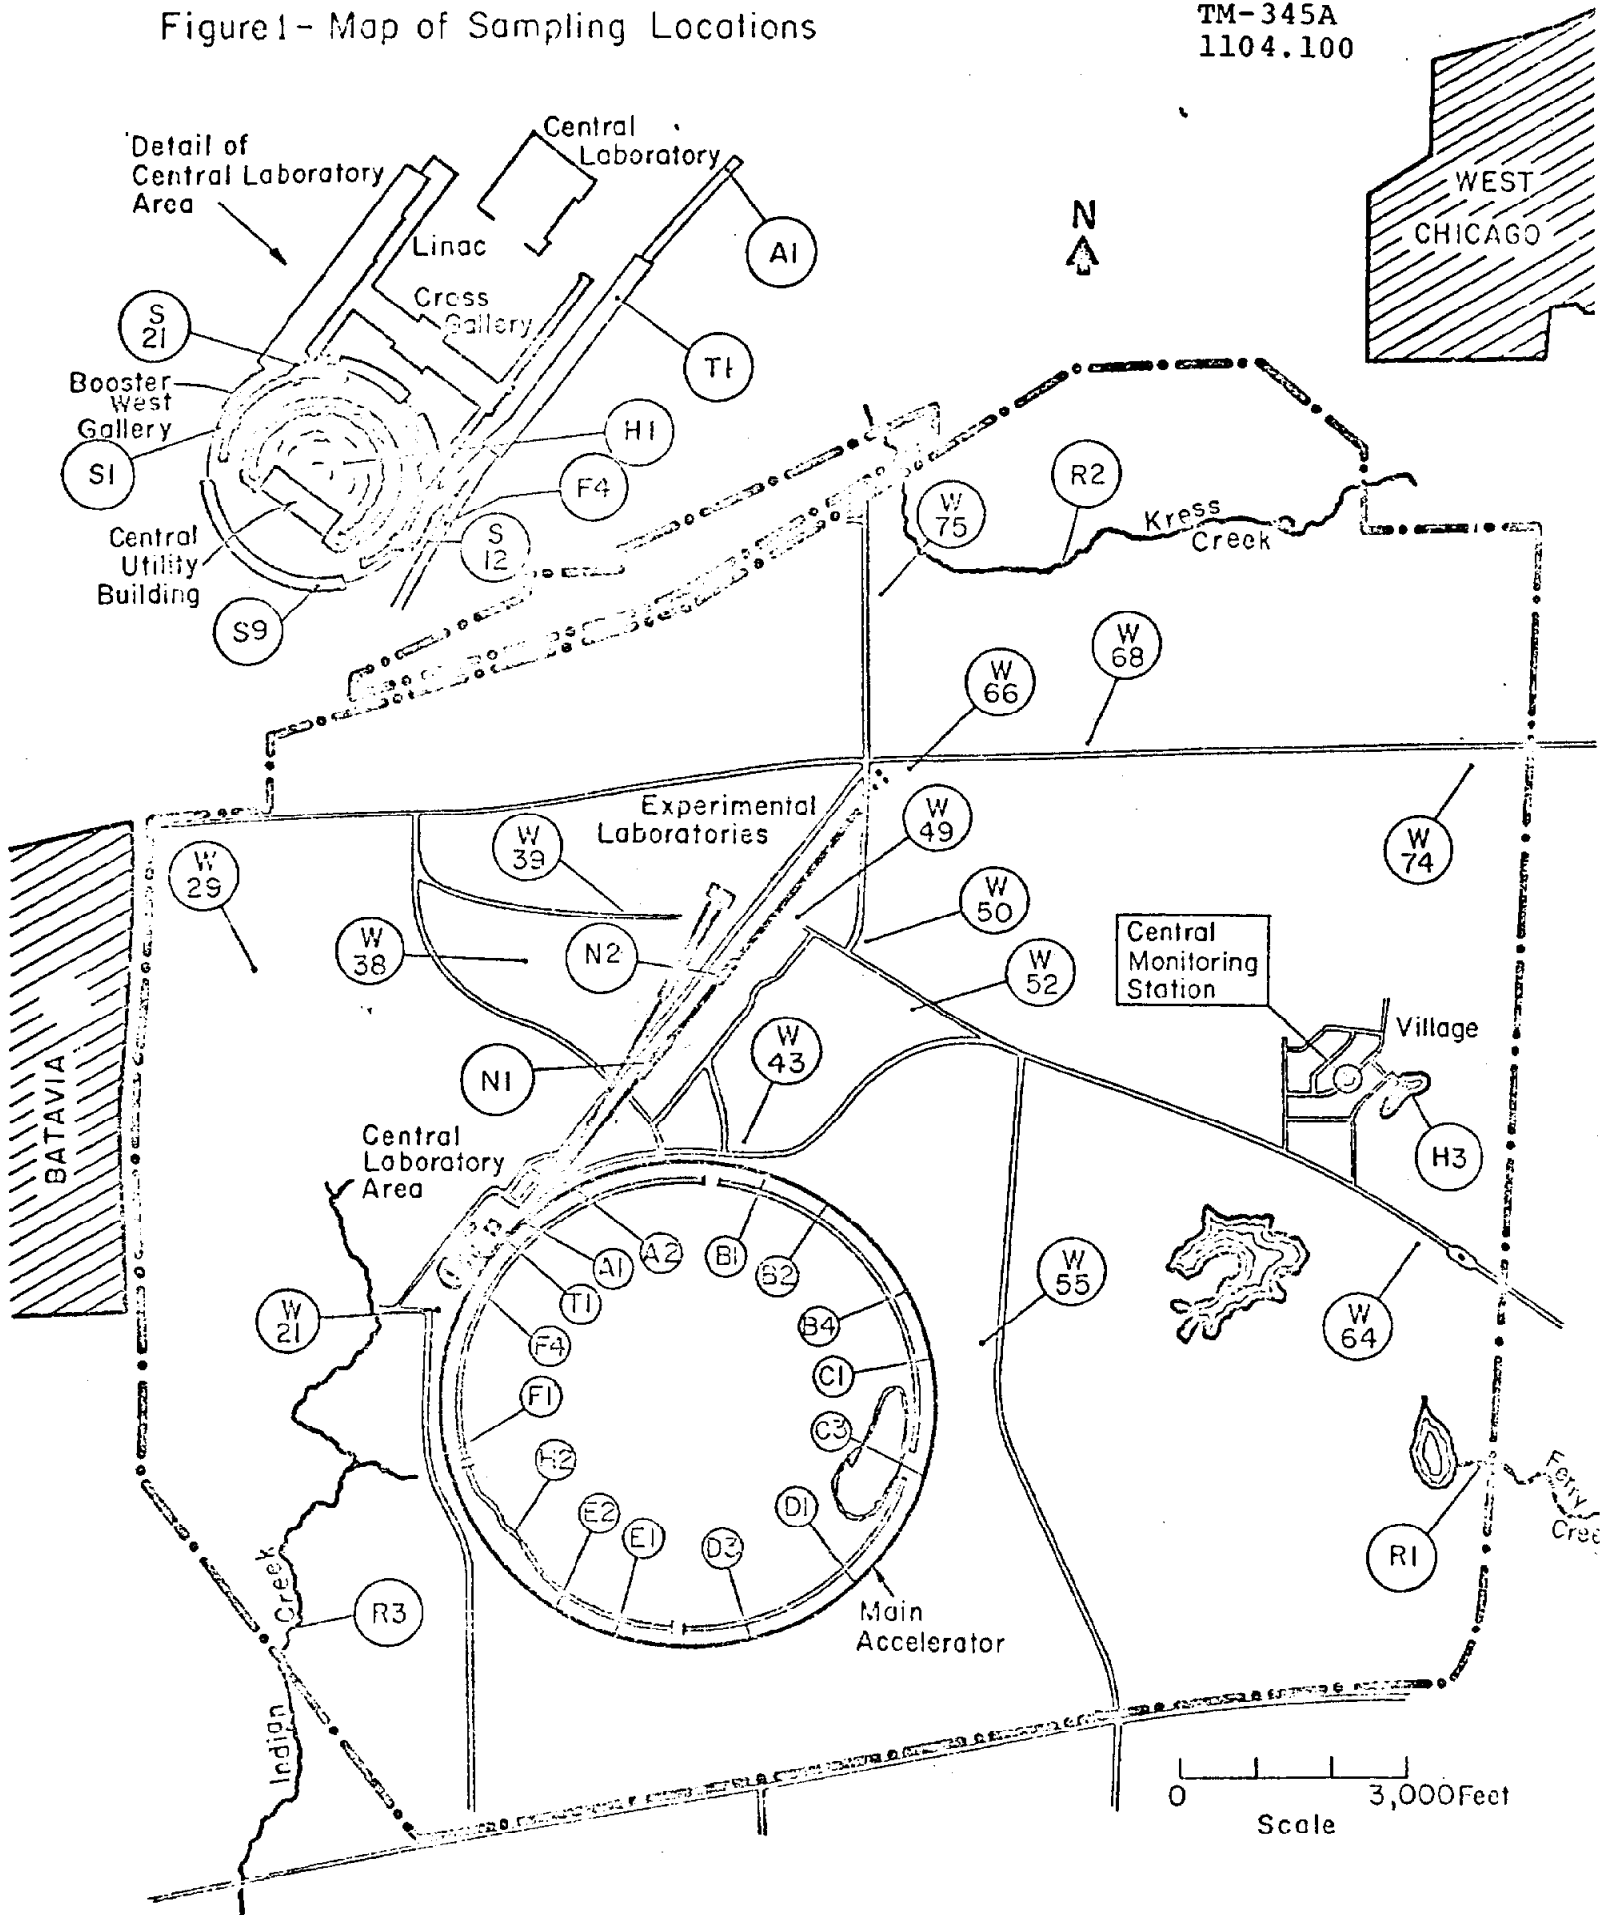 Figure 1 - Map of Sampling Locations
TM-345A
1104.100
Detail of
Central Laboratory
Area
Central
Laboratory
Linac
Cross
Gallery
A1
T1
S
21
Booster
West
Gallery
S1
H1
F4
S
12
Central
Utility
Building
S9
N
WEST
CHICAGO
R2
W
75
Kress
Creek
W
68
W
66
Experimental
Laboratories
W
49
W
39
W
29
W
38
N2
W
50
W
52
W
74
Central
Monitoring
Station
Village
W
43
N1
BATAVIA
Central
Laboratory
Area
H3
W
21
A1
A2
B1
B2
T1
F4
B4
F1
C1
C3
H2
E2
E1
D3
D1
W
55
W
64
Main
Accelerator
R1
Ferry
Cree
R3
Indian Creek
0
3,000 Feet
Scale